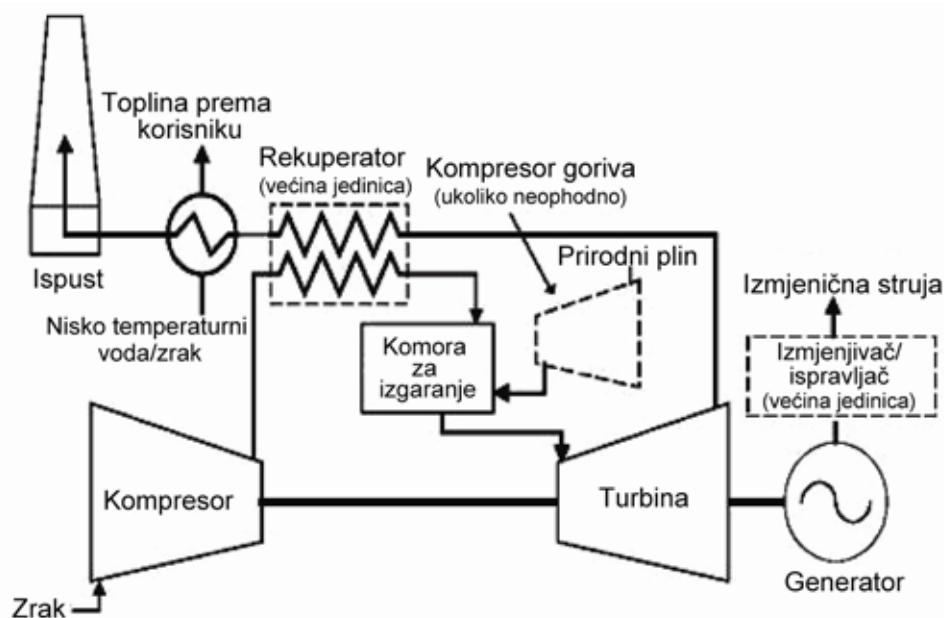 Toplina prema
korisniku
Rekuperator
(većina jedinica)
Kompresor goriva
(ukoliko neophodno)
Prirodni plin
Ispust
Izmjenična struja
Nisko temperaturni
voda/zrak
Komora
za
izgaranje
Izmjenjivač/
ispravljač
(većina jedinica)
Kompresor
Turbina
Generator
Zrak